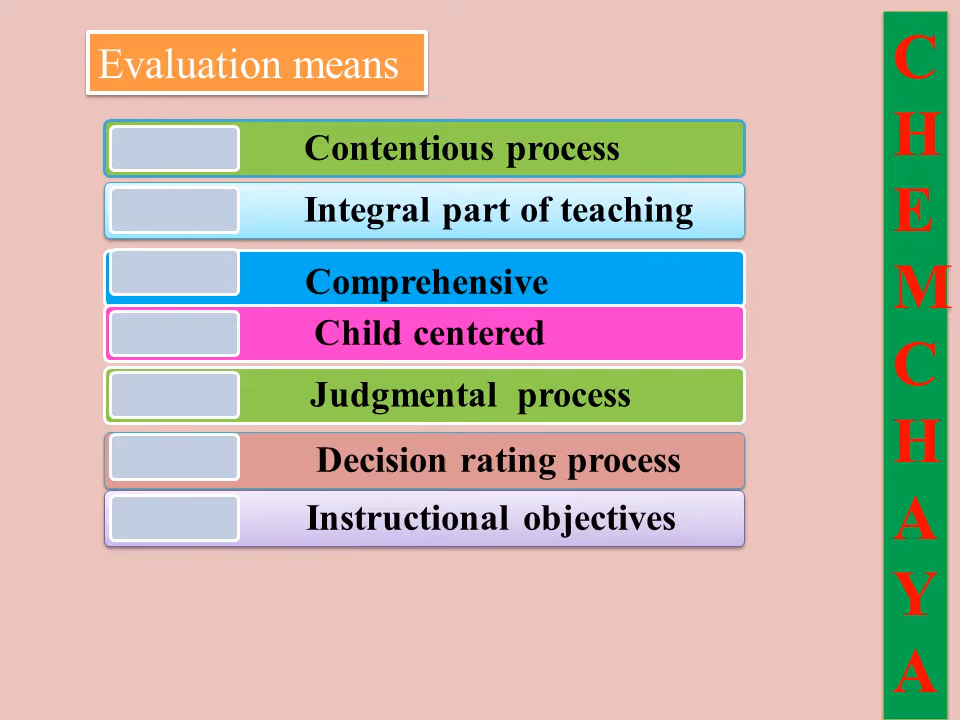 Evaluation means
Contentious process
Integral part of teaching
Comprehensive
Child centered
Judgmental process
Decision rating process
Instructional objectives
C
H
E
M
C
H
A
Y
A